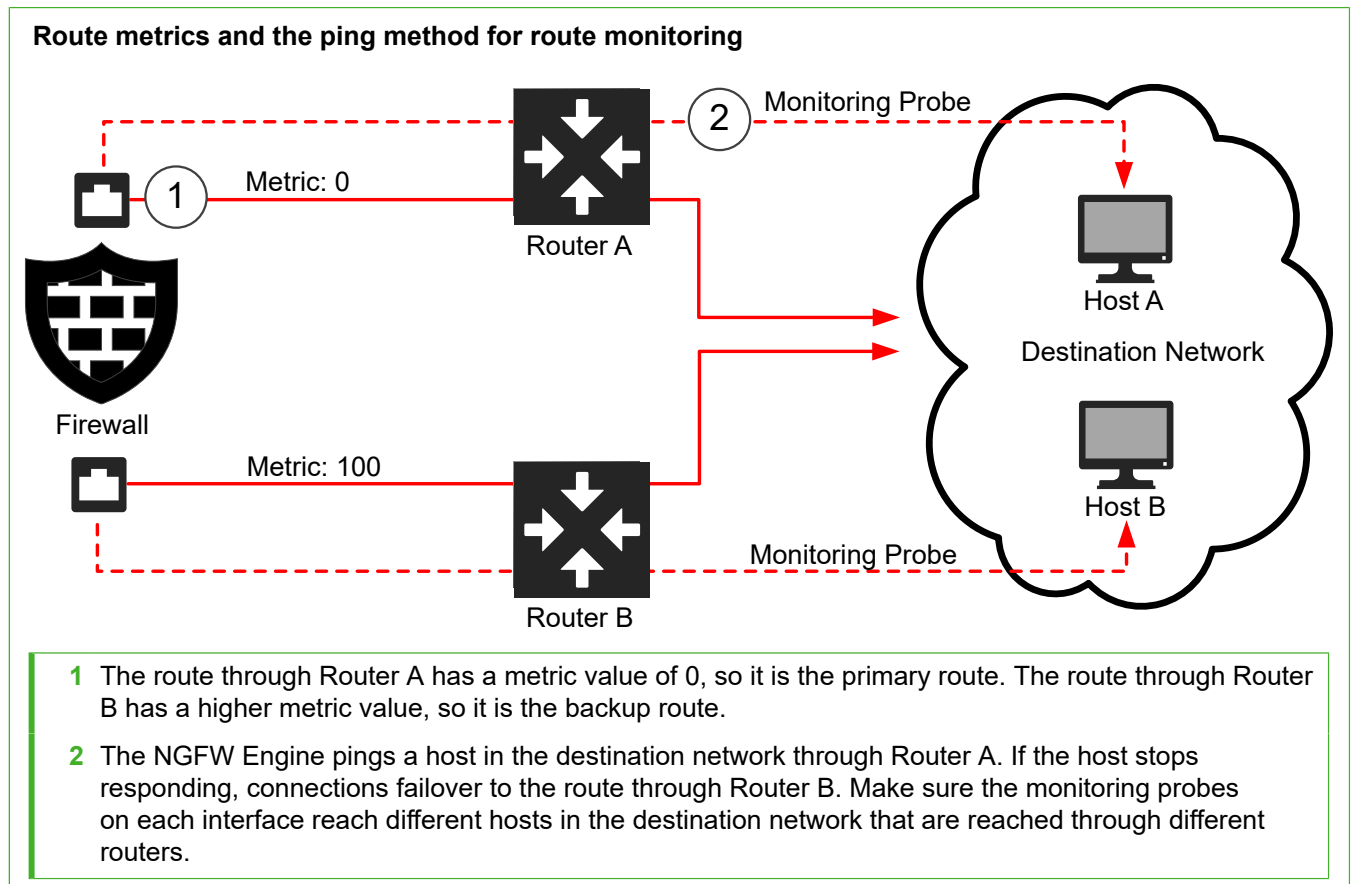 Route metrics and the ping method for route monitoring
2
Monitoring Probe
1
Metric: 0
Router A
Host A
Destination Network
Firewall
Metric: 100
Host B
Monitoring Probe
Router B
1 The route through Router A has a metric value of 0, so it is the primary route. The route through Router
B has a higher metric value, so it is the backup route.
2 The NGFW Engine pings a host in the destination network through Router A. If the host stops
responding, connections failover to the route through Router B. Make sure the monitoring probes
on each interface reach different hosts in the destination network that are reached through different
routers.